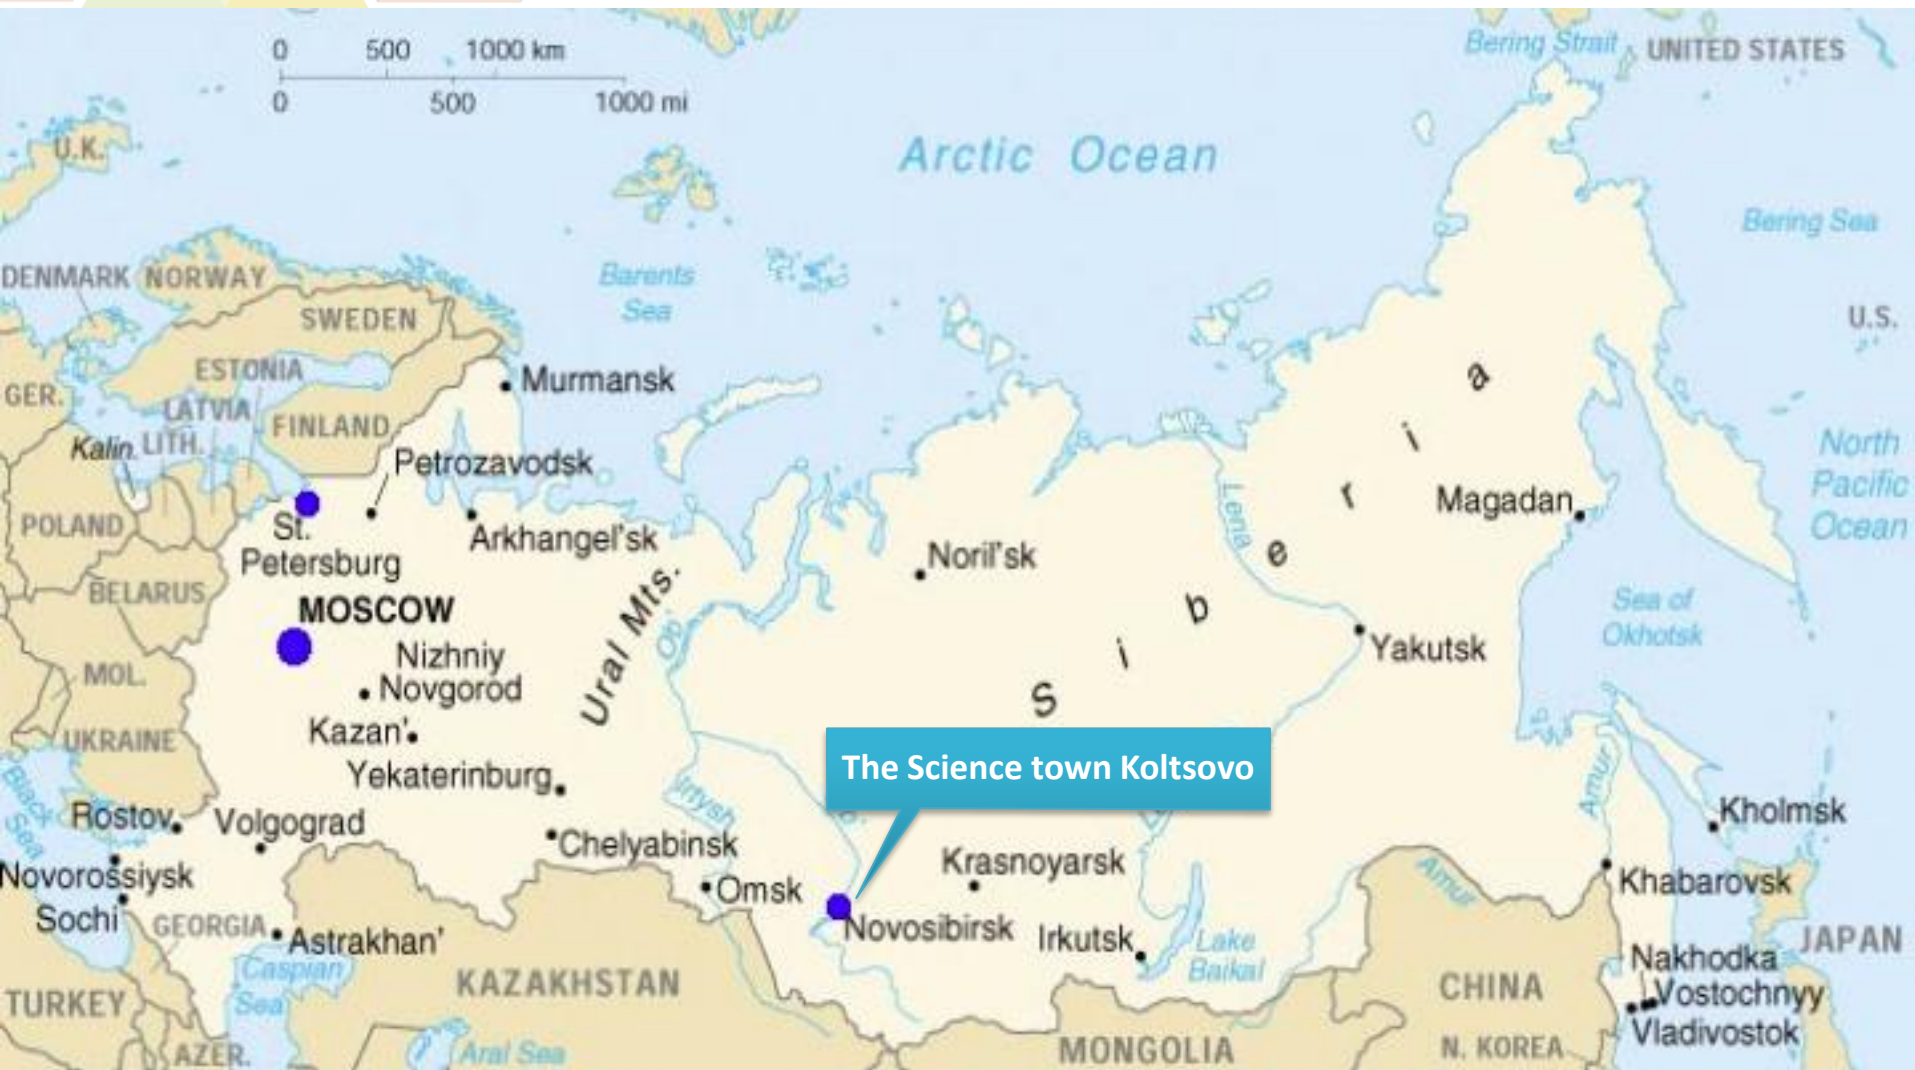 0 500 1000 km
0 500 1000 mi
Bering Strait
UNITED STATES
U.K.
Arctic Ocean
Bering Sea
DENMARK
NORWAY
Barents
Sea
SWEDEN
U.S.
ESTONIA
Murmansk
GER.
LATVIA
FINLAND
Kalin.
LITH.
Petrozavodsk
North
Pacific
Ocean
POLAND
St.
Petersburg
Arkhangel'sk
Noril'sk
Lena
Magadan
BELARUS
MOSCOW
Ural Mts.
Ob
Siberia
Sea of
Okhotsk
Yakutsk
Nizhniy
Novgorod
MOL.
Kazan'
UKRAINE
The Science town Koltsovo
Yekaterinburg
Irtysh
Amur
Black
Sea
Rostov
Volgograd
Chelyabinsk
Kholmsk
Novorossiysk
Omsk
Krasnoyarsk
Amur
Khabarovsk
Sochi
GEORGIA
Astrakhan'
Novosibirsk
Irkutsk
Lake
Baikal
JAPAN
Caspian
Sea
KAZAKHSTAN
CHINA
Nakhodka
Vostochnyy
Vladivostok
TURKEY
AZER.
Aral Sea
MONGOLIA
N. KOREA